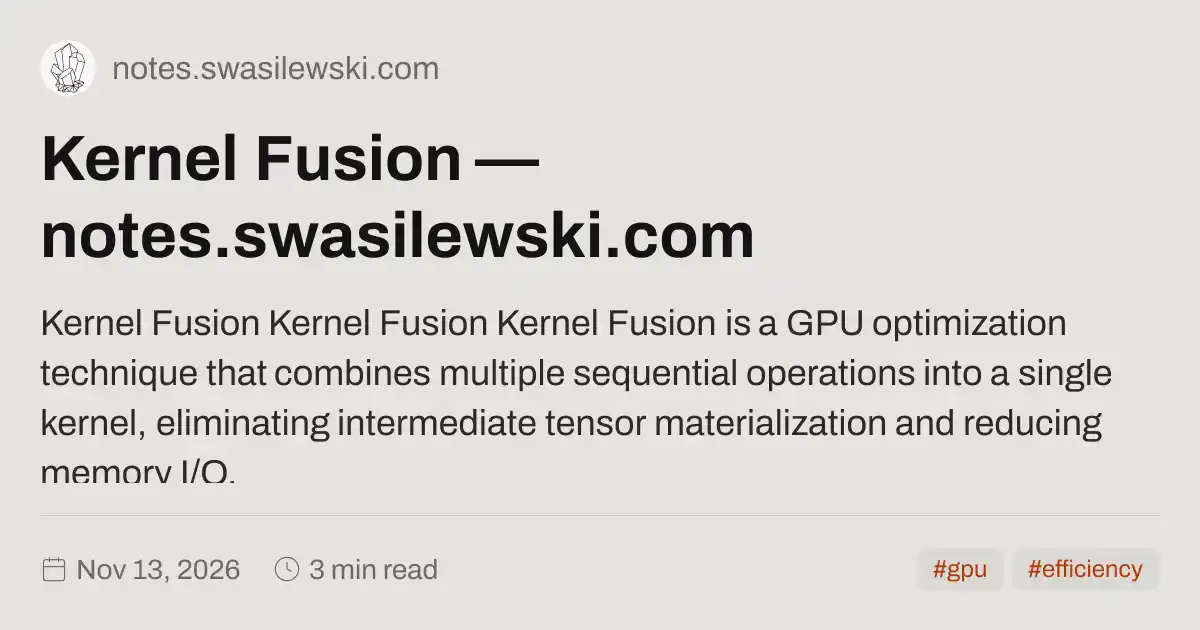 notes.swasilewski.com
Kernel Fusion —
notes.swasilewski.com
Kernel Fusion Kernel Fusion Kernel Fusion is a GPU optimization
technique that combines multiple sequential operations into a single
kernel, eliminating intermediate tensor materialization and reducing
memory I/O.
Nov 13, 2026
3 min read
#gpu
#efficiency